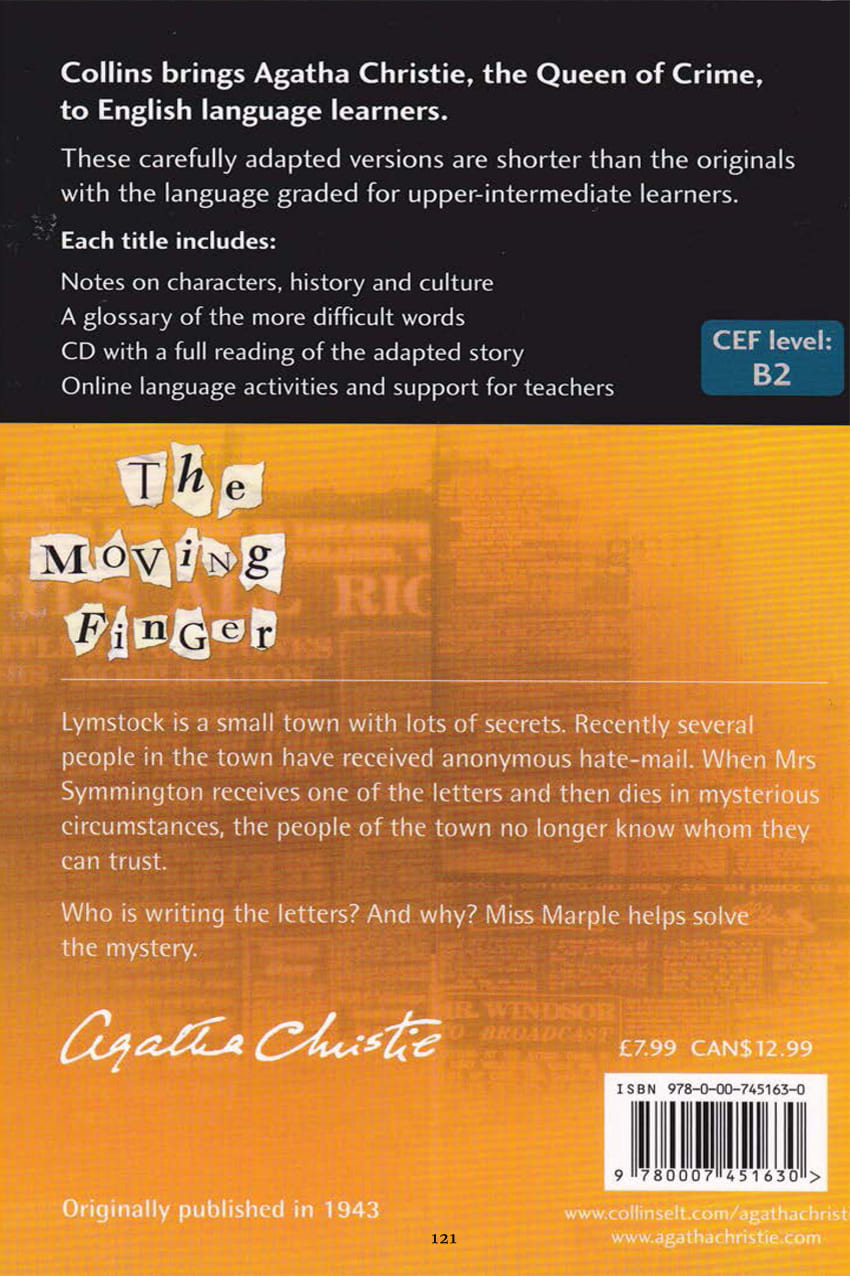 Collins brings Agatha Christie, the Queen of Crime,
to English language learners.
These carefully adapted versions are shorter than the originals
with the language graded for upper-intermediate learners.
Each title includes:
Notes on characters, history and culture
A glossary of the more difficult words
CD with a full reading of the adapted story
Online language activities and support for teachers
CEF level:
B2
The
Moving
Finger
Lymstock is a small town with lots of secrets. Recently several
people in the town have received anonymous hate-mail. When Mrs
Symmington receives one of the letters and then dies in mysterious
circumstances, the people of the town no longer know whom they
can trust.
Who is writing the letters? And why? Miss Marple helps solve
the mystery.
R. WINDSOR
TO BROADCAST
Agatha Christie
£7.99 CAN$12.99
ISBN 978-0-00-745163-0
9 780007 451630 >
Originally published in 1943
www.collinselt.com/agathachrist
www.agathachristie.com
121